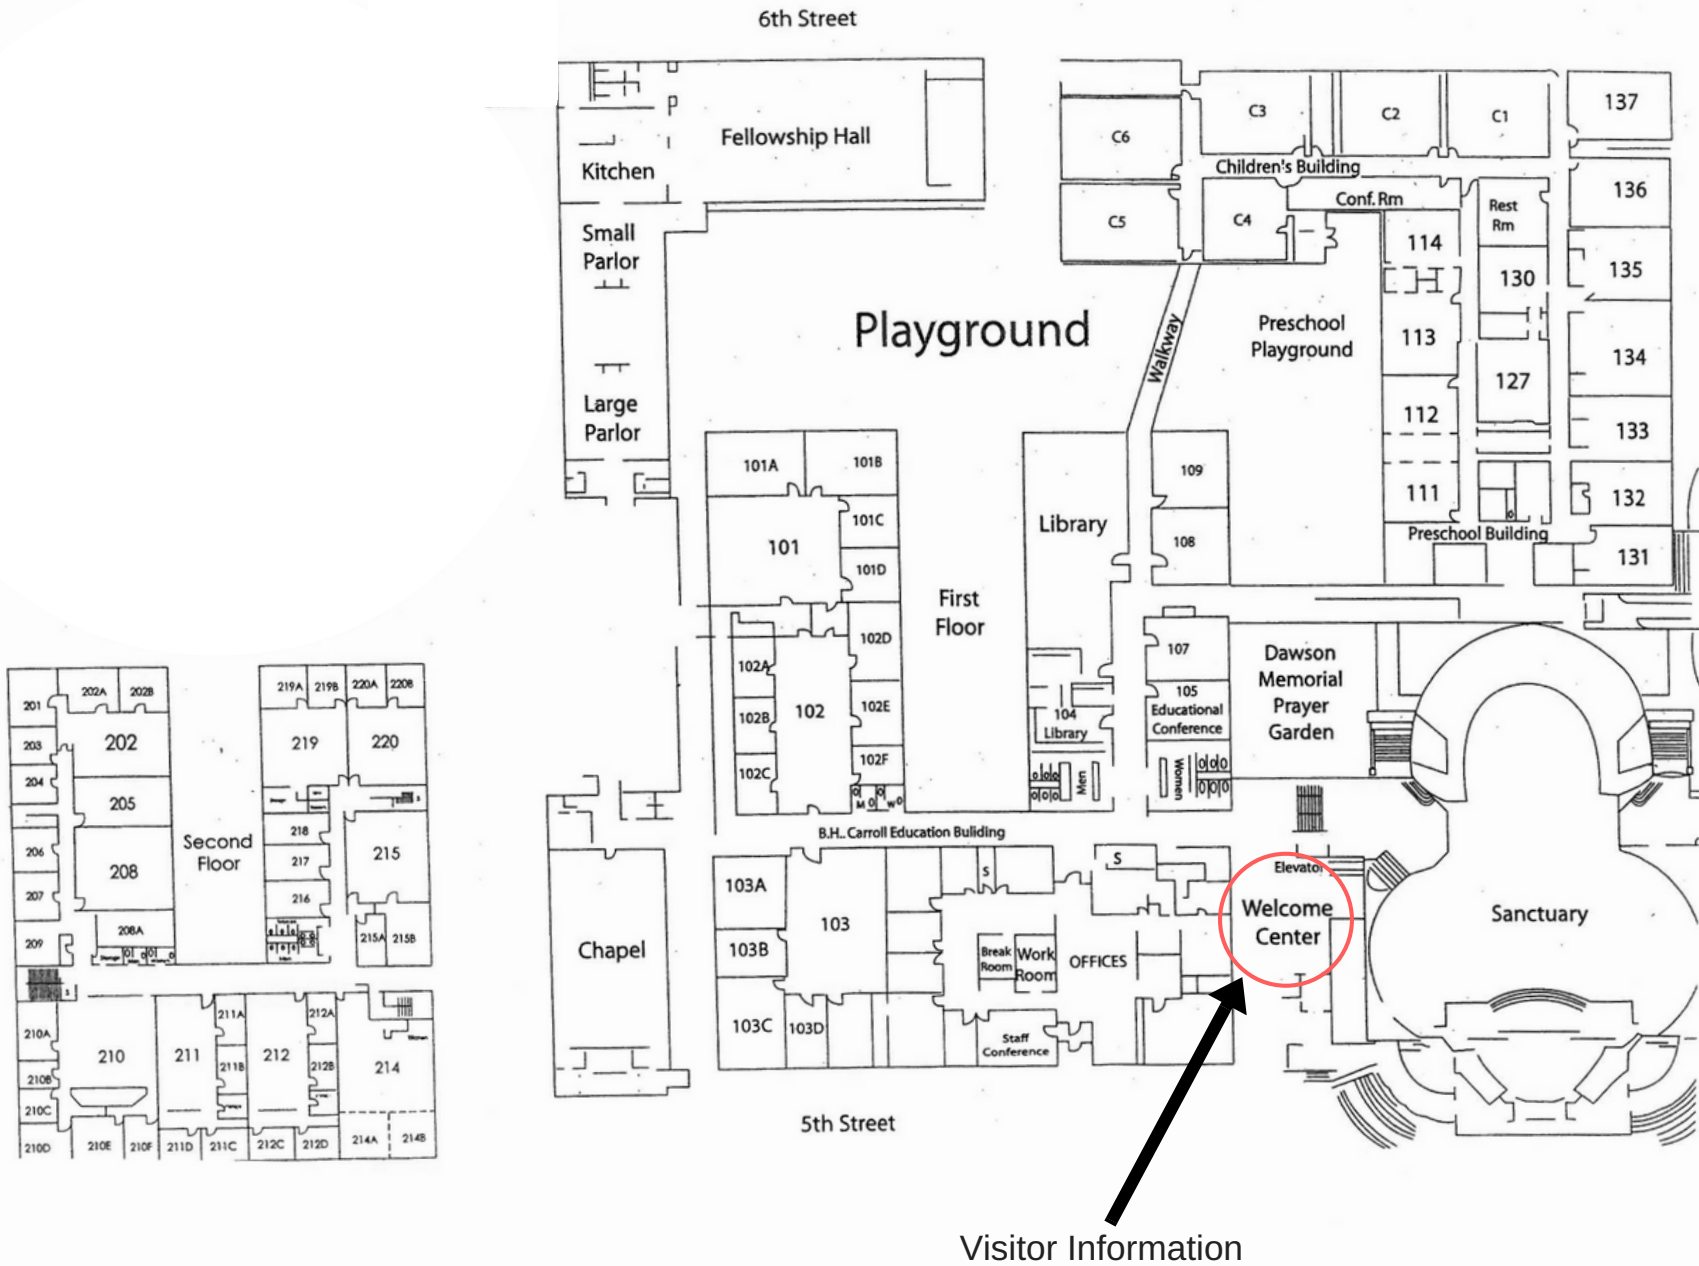 6th Street
Fellowship Hall
Kitchen
Small
Parlor
Large
Parlor
Playground
C6
C3
C2
C1
137
Children's Building
Conf. Rm
C5
C4
Rest
Rm
136
114
130
135
Walkway
Preschool
Playground
113
127
134
112
133
111
132
Preschool Building
131
101A
101B
101
101C
101D
Library
109
108
First
Floor
102A
102B
102C
102
102D
102E
102F
M
W
104
Library
Men
107
105
Educational
Conference
Women
Dawson
Memorial
Prayer
Garden
B.H.. Carroll Education Building
Chapel
103A
103B
103C
103D
103
S
S
Break
Room
Work
Room
OFFICES
Staff
Conference
Elevator
Welcome
Center
Sanctuary
5th Street
Visitor Information
201
202A
202B
203
202
204
205
206
208
207
208A
209
Storage
Second
Floor
219A
219B
220A
220B
219
220
218
217
216
215
215A
215B
S
S
210A
210B
210C
210D
210
210E
210F
211
211A
211B
211D
211C
212
212A
212B
212C
212D
214
214A
214B